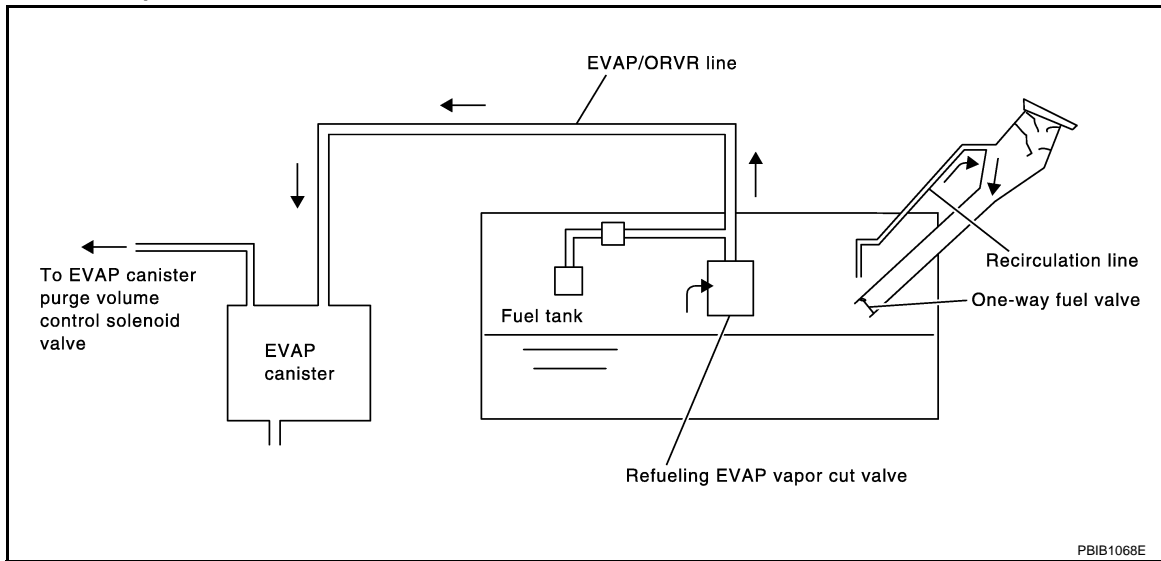 EVAP/ORVR line
Recirculation line
One-way fuel valve
To EVAP canister
purge volume
control solenoid
valve
Fuel tank
EVAP
canister
Refueling EVAP vapor cut valve
PBIB1068E